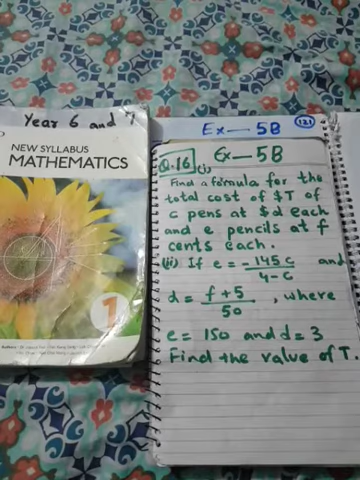 Year 6 and 7
NEW SYLLABUS
MATHEMATICS
1
Ex — 5B
121
Q.16 (i) Ex — 5B
Find a formula for the
total cost of $T of
c pens at $d each
and e pencils at f
cents each.
(ii) If e = -145c / 4-c and
d = f+5 / 50 , where
e = 150 and d = 3
Find the value of T.